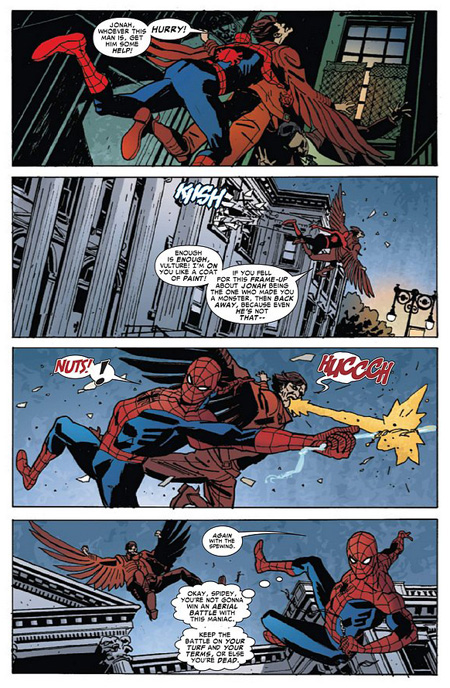 JONAH,
WHOEVER THIS
MAN IS, GET
HIM SOME
HELP!
HURRY!
KIISH
ENOUGH
IS ENOUGH,
VULTURE! I'M ON
YOU LIKE A COAT
OF PAINT!
IF YOU FELL
FOR THIS FRAME-UP
ABOUT JONAH BEING
THE ONE WHO MADE YOU
A MONSTER, THEN BACK
AWAY, BECAUSE EVEN
HE'S NOT
THAT--
NUTS!
HUCCCH
AGAIN
WITH THE
SPEWING.
OKAY, SPIDEY,
YOU'RE NOT GONNA
WIN AN AERIAL
BATTLE WITH
THIS MANIAC.
KEEP THE
BATTLE ON YOUR
TURF AND YOUR
TERMS, OR ELSE
YOU'RE DEAD.